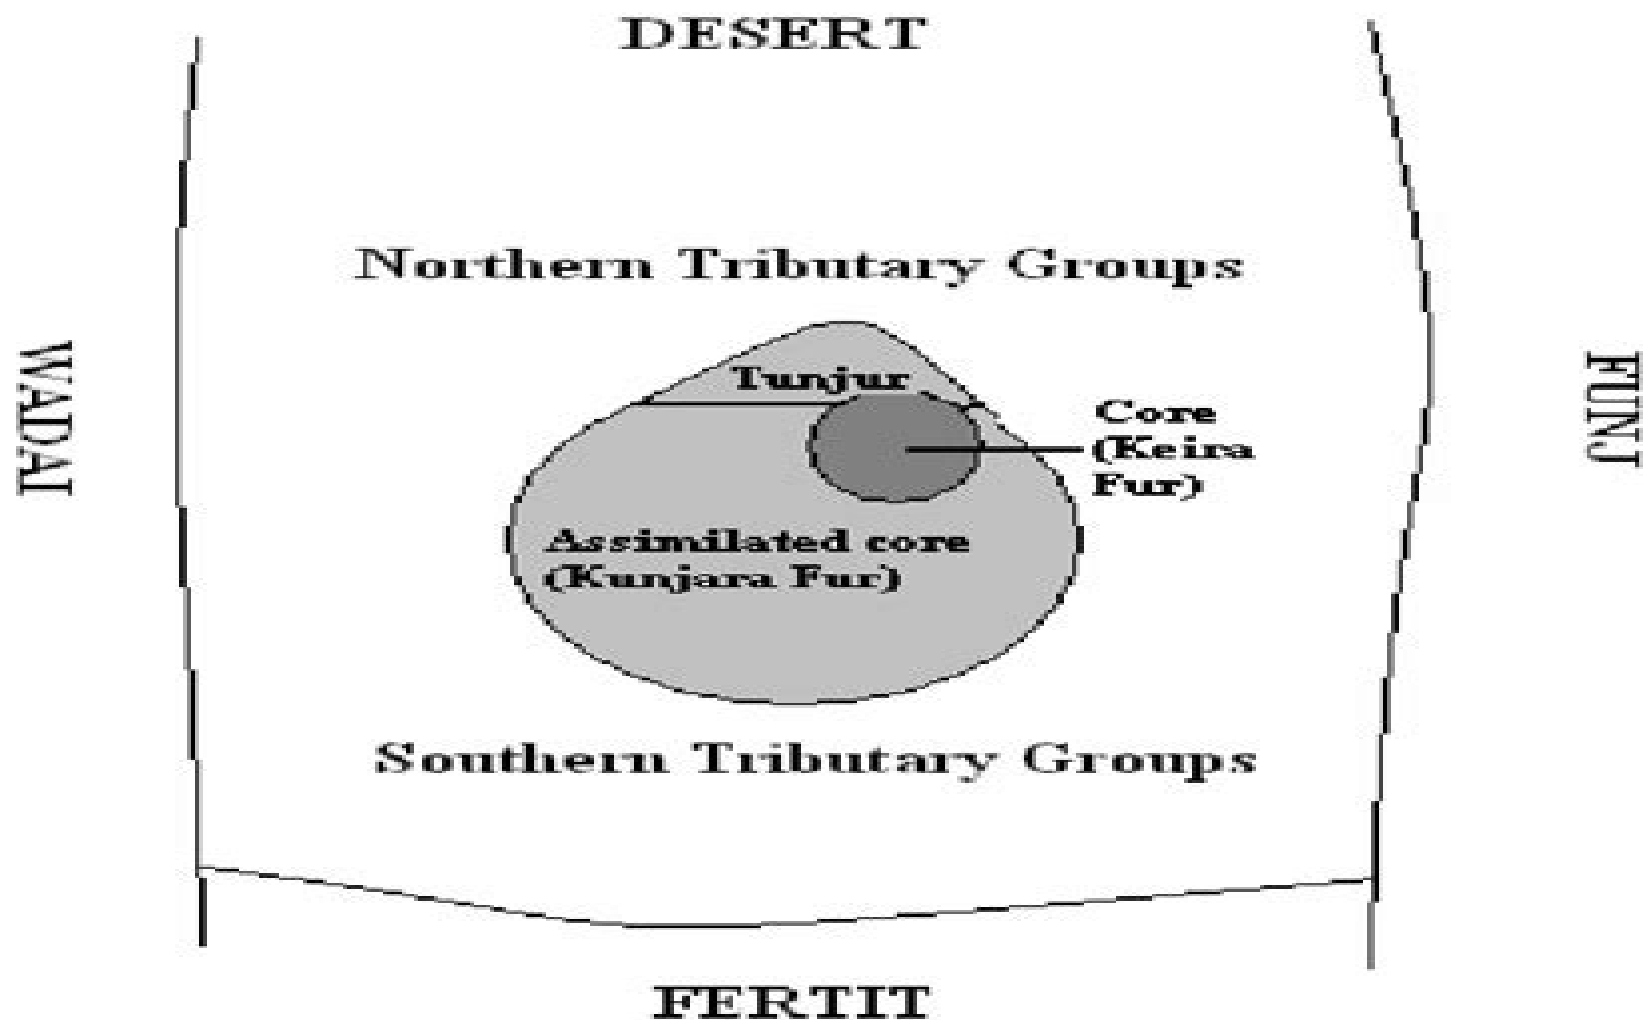 DESERT
Northern Tributary Groups
WADAI
FUNJ
Tunjur
Core
(Keira
Fur)
Assimilated core
(Kunjara Fur)
Southern Tributary Groups
FERTIT